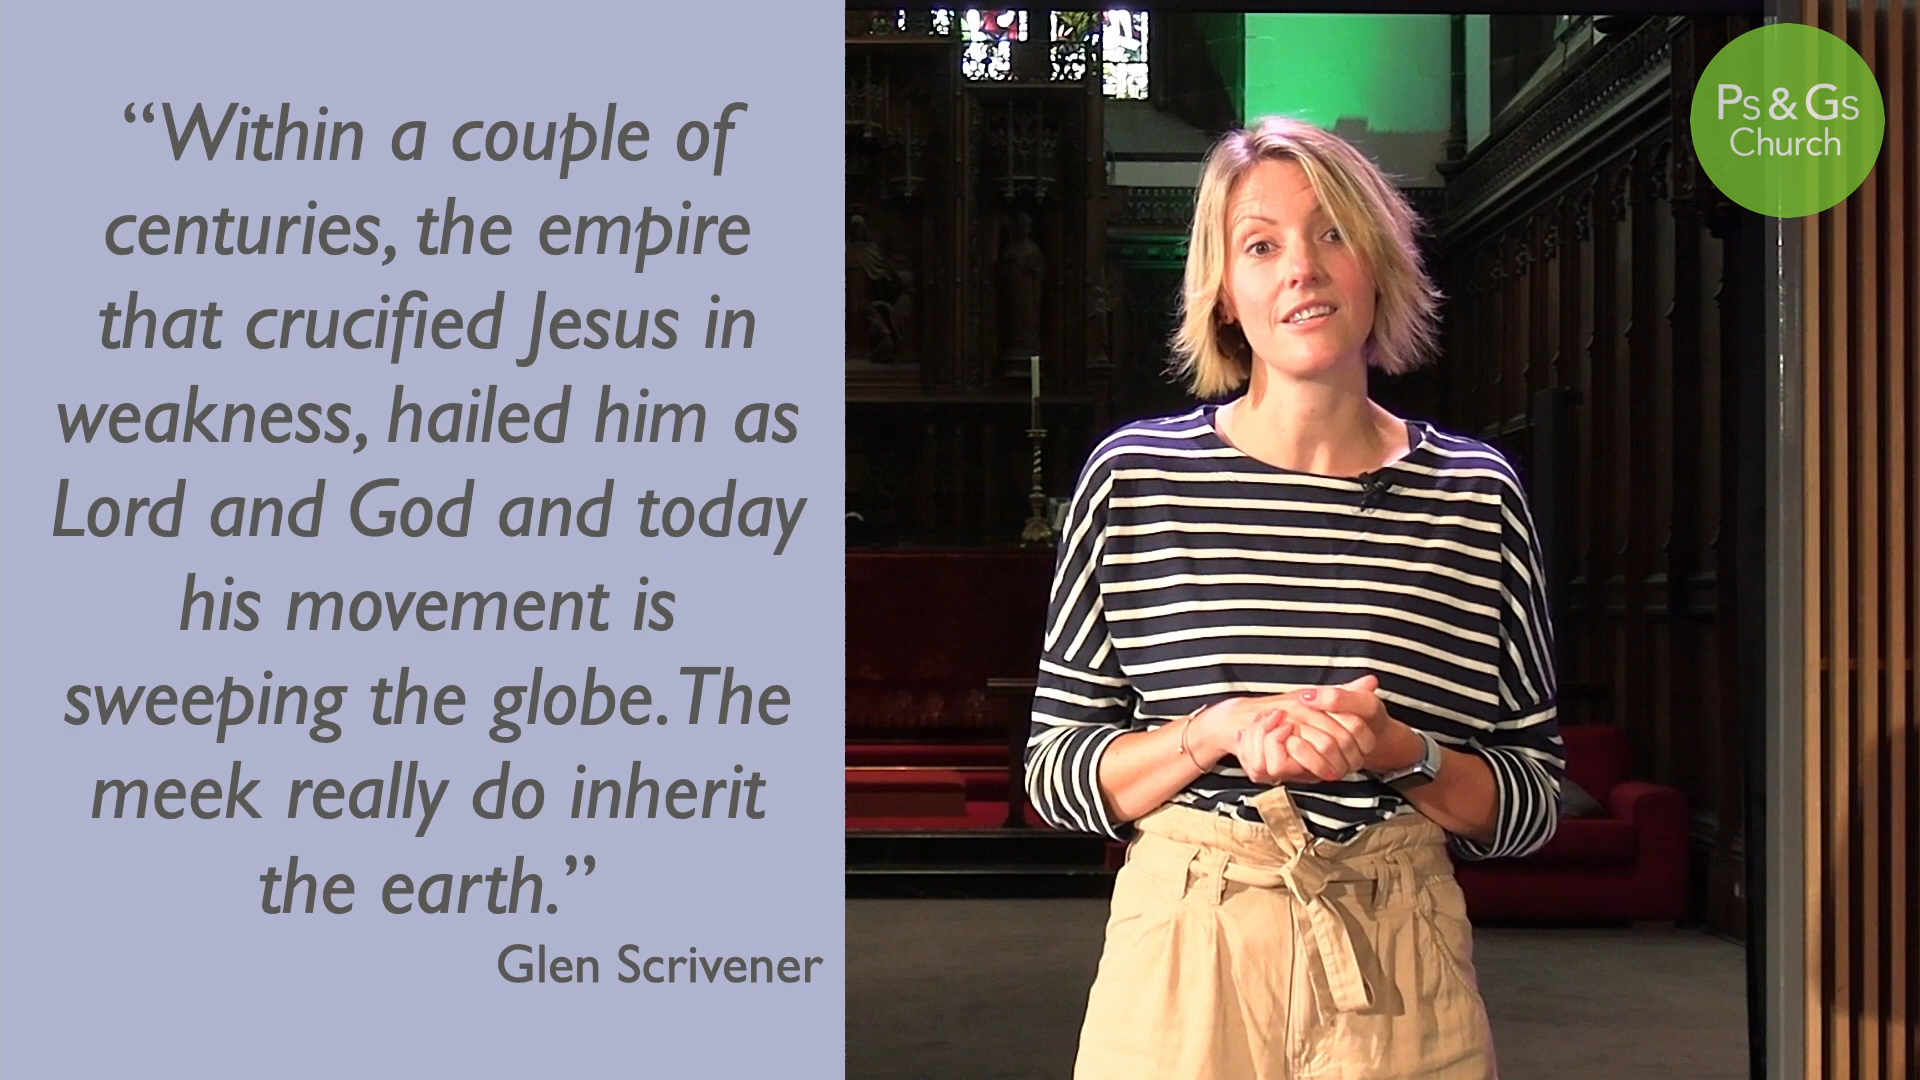 “Within a couple of
centuries, the empire
that crucified Jesus in
weakness, hailed him as
Lord and God and today
his movement is
sweeping the globe. The
meek really do inherit
the earth.”
Glen Scrivener
Ps & Gs
Church